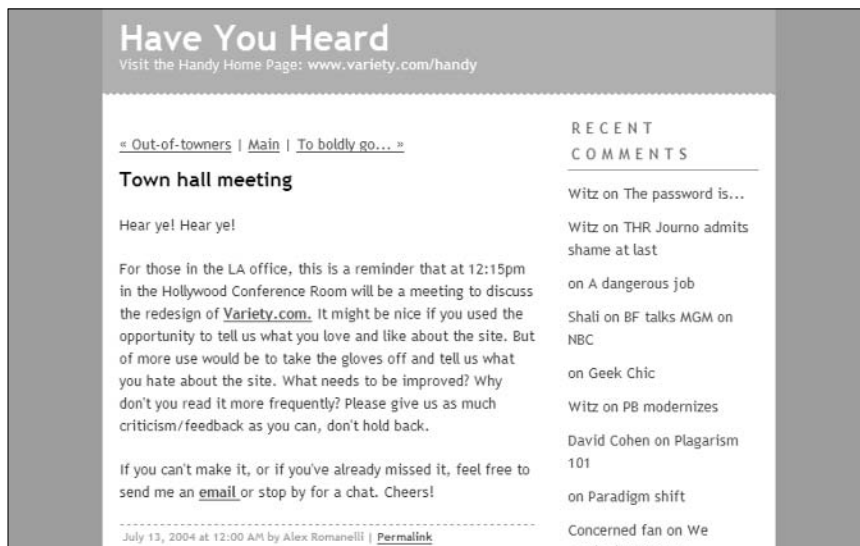 Have You Heard
Visit the Handy Home Page: www.variety.com/handy
« Out-of-towners | Main | To boldly go... »
Town hall meeting
Hear ye! Hear ye!
For those in the LA office, this is a reminder that at 12:15pm
in the Hollywood Conference Room will be a meeting to discuss
the redesign of Variety.com. It might be nice if you used the
opportunity to tell us what you love and like about the site. But
of more use would be to take the gloves off and tell us what
you hate about the site. What needs to be improved? Why
don't you read it more frequently? Please give us as much
criticism/feedback as you can, don't hold back.
If you can't make it, or if you've already missed it, feel free to
send me an email or stop by for a chat. Cheers!
July 13, 2004 at 12:00 AM by Alex Romanelli | Permalink
RECENT
COMMENTS
Witz on The password is...
Witz on THR Journo admits
shame at last
on A dangerous job
Shali on BF talks MGM on
NBC
on Geek Chic
Witz on PB modernizes
David Cohen on Plagarism
101
on Paradigm shift
Concerned fan on We